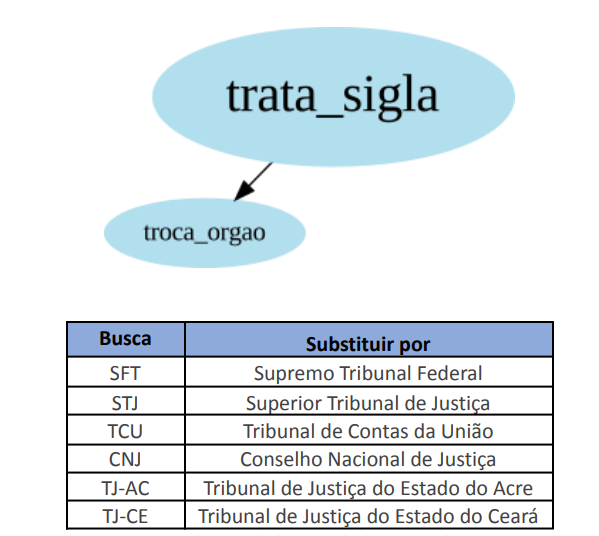 trata_sigla
troca_orgao
Busca Substituir por
SFT Supremo Tribunal Federal
STJ Superior Tribunal de Justiça
TCU Tribunal de Contas da União
CNJ Conselho Nacional de Justiça
TJ-AC Tribunal de Justiça do Estado do Acre
TJ-CE Tribunal de Justiça do Estado do Ceará